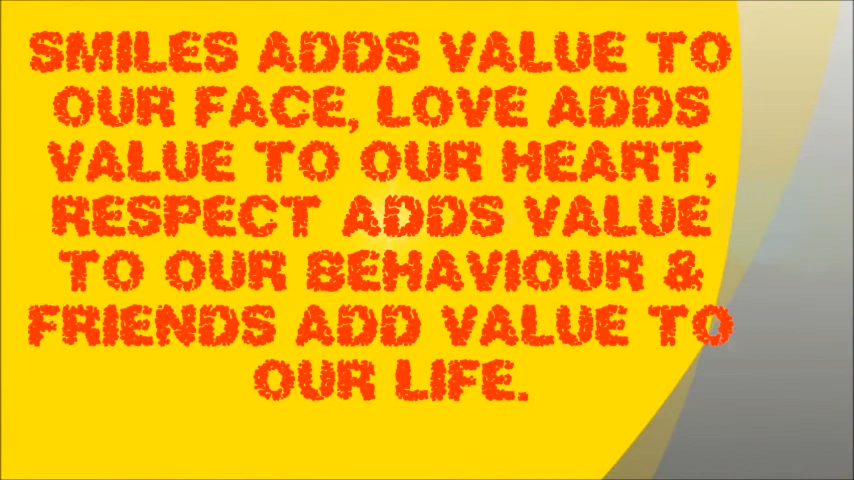 SMILES ADDS VALUE TO
OUR FACE, LOVE ADDS
VALUE TO OUR HEART,
RESPECT ADDS VALUE
TO OUR BEHAVIOUR &
FRIENDS ADD VALUE TO
OUR LIFE.